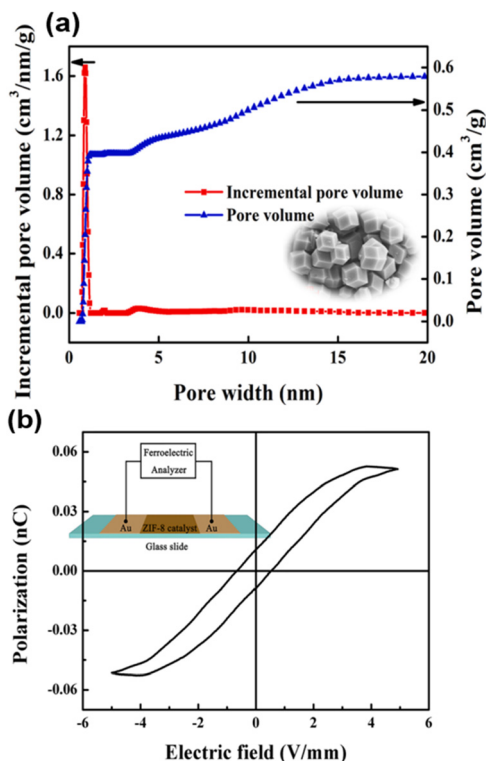 (a)
Incremental pore volume (cm³/nm/g)
1.6
1.2
0.8
0.4
0.0
0.6
0.5
0.4
0.3
0.2
0.1
0.0
Pore volume (cm³/g)
Incremental pore volume
Pore volume
0 5 10 15 20
Pore width (nm)
(b)
Polarization (nC)
0.06
0.03
0.00
-0.03
-0.06
Ferroelectric
Analyzer
Au ZIF-8 catalyst Au
Glass slide
-6 -4 -2 0 2 4 6
Electric field (V/mm)